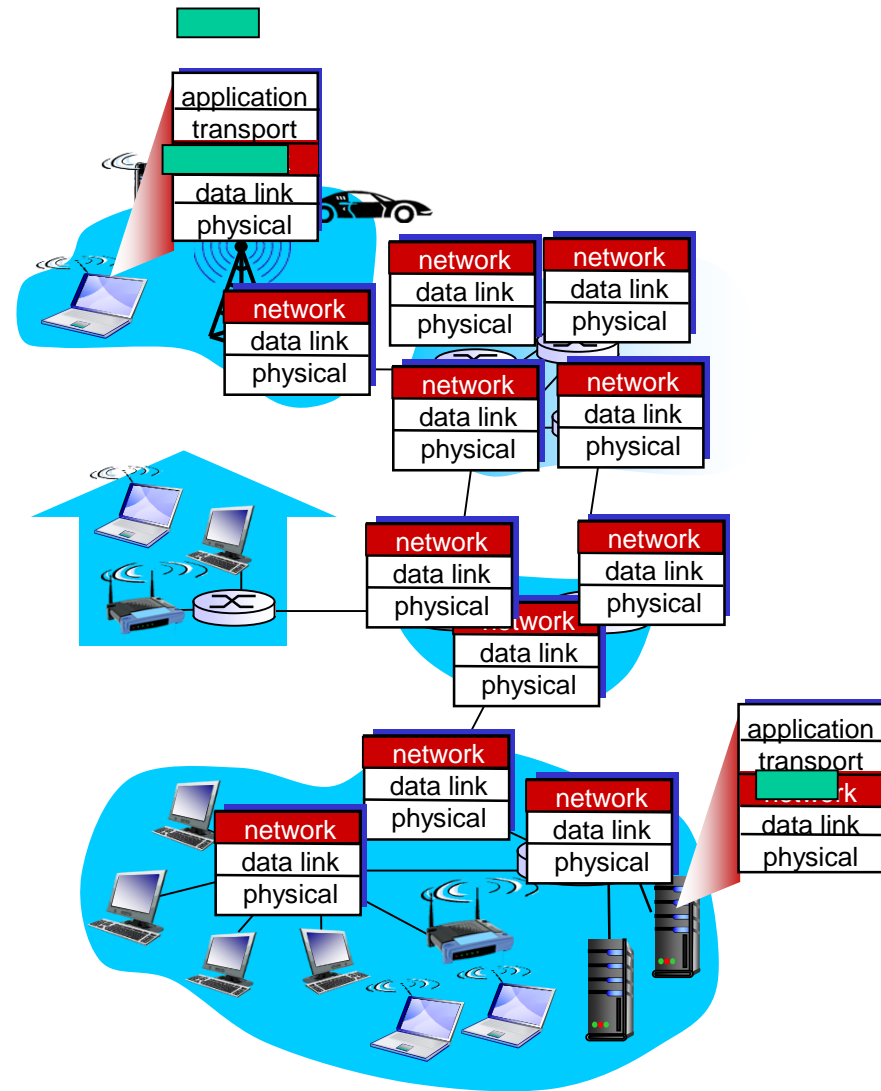 application
transport
data link
physical
network
data link
physical
network
data link
physical
network
data link
physical
network
data link
physical
network
data link
physical
network
data link
physical
network
data link
physical
network
data link
physical
application
transport
network
data link
physical
network
data link
physical
network
data link
physical
network
data link
physical